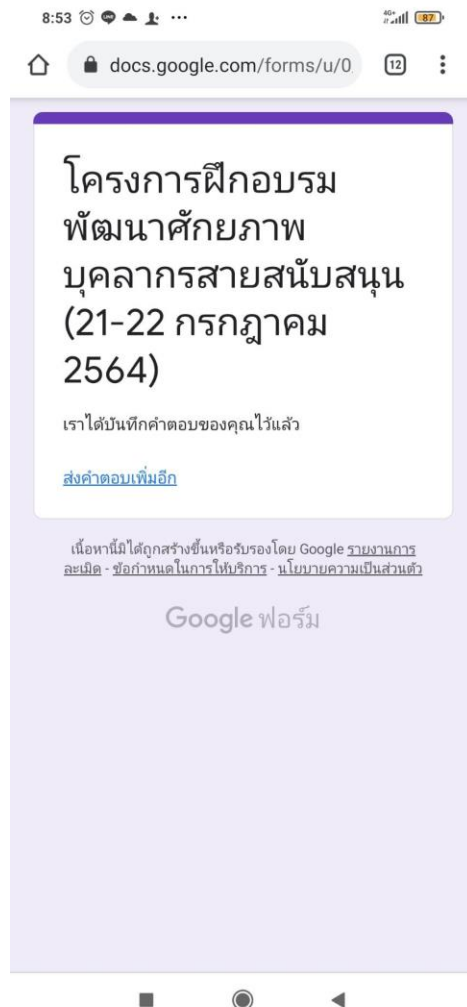 8:53
4G+
87
docs.google.com/forms/u/0
12
โครงการฝึกอบรม
พัฒนาศักยภาพ
บุคลากรสายสนับสนุน
(21-22 กรกฎาคม
2564)
เราได้บันทึกคำตอบของคุณไว้แล้ว
ส่งคำตอบเพิ่มอีก
เนื้อหานี้มิได้ถูกสร้างขึ้นหรือรับรองโดย Google รายงานการ
ละเมิด - ข้อกำหนดในการให้บริการ - นโยบายความเป็นส่วนตัว
Google ฟอร์ม